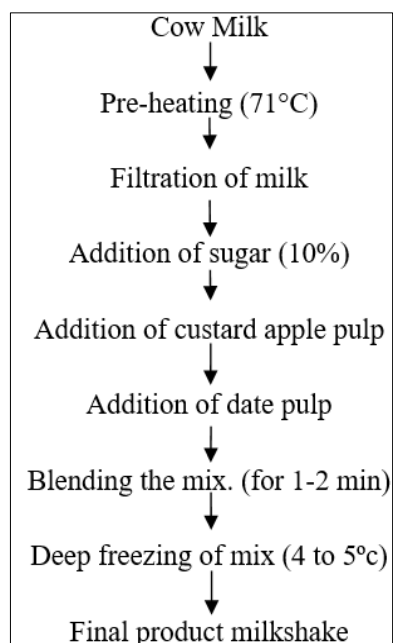 Cow Milk
Pre-heating (71°C)
Filtration of milk
Addition of sugar (10%)
Addition of custard apple pulp
Addition of date pulp
Blending the mix. (for 1-2 min)
Deep freezing of mix (4 to 5ºc)
Final product milkshake